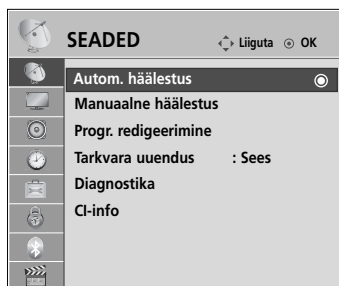 SEADED Liiguta OK
Autom. häälestus
Manuaalne häälestus
Progr. redigeerimine
Tarkvara uuendus : Sees
Diagnostika
CI-info